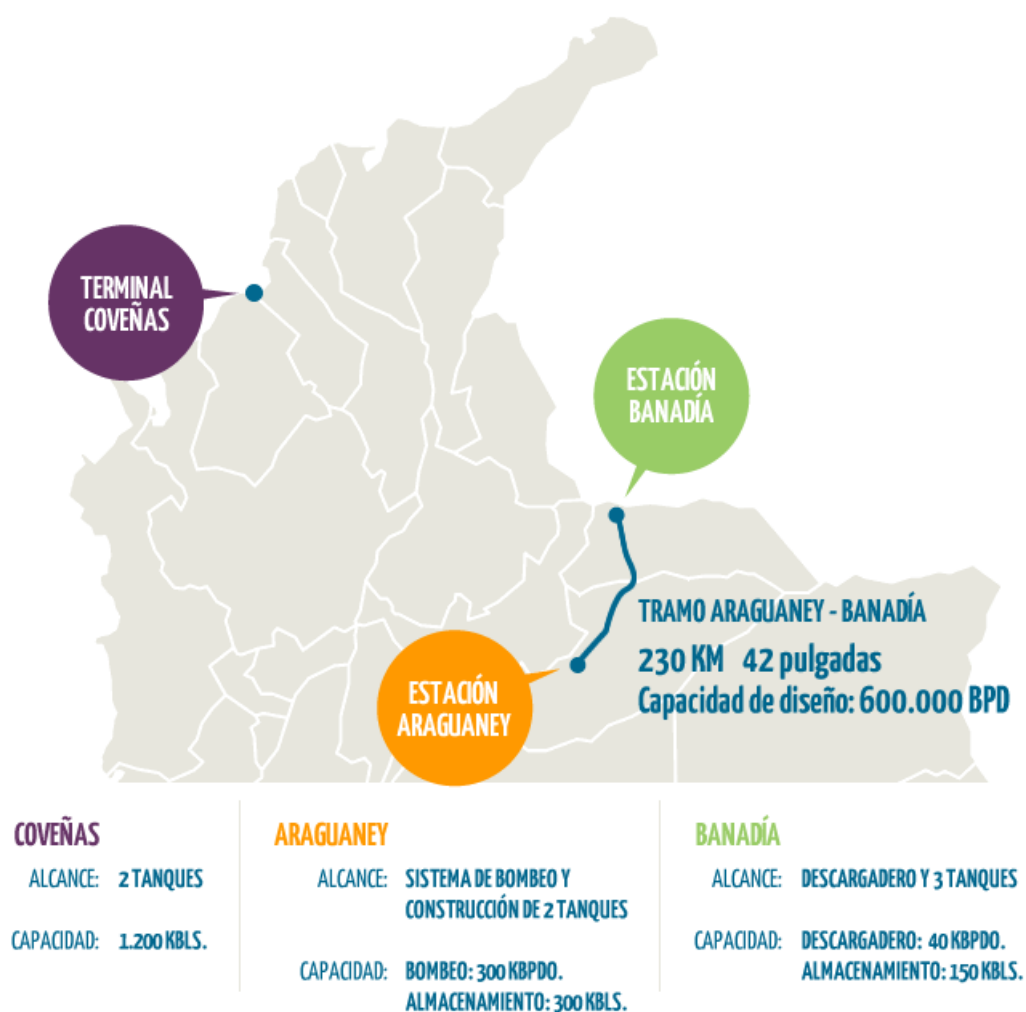 TERMINAL
COVEÑAS
ESTACIÓN
BANADÍA
TRAMO ARAGUANEY - BANADÍA
230 KM 42 pulgadas
Capacidad de diseño: 600.000 BPD
ESTACIÓN
ARAGUANEY
COVEÑAS
ALCANCE: 2 TANQUES
CAPACIDAD: 1.200 KBLS.
ARAGUANEY
ALCANCE: SISTEMA DE BOMBEO Y
CONSTRUCCIÓN DE 2 TANQUES
CAPACIDAD: BOMBEO: 300 KBPDO.
ALMACENAMIENTO: 300 KBLS.
BANADÍA
ALCANCE: DESCARGADERO Y 3 TANQUES
CAPACIDAD: DESCARGADERO: 40 KBPDO.
ALMACENAMIENTO: 150 KBLS.